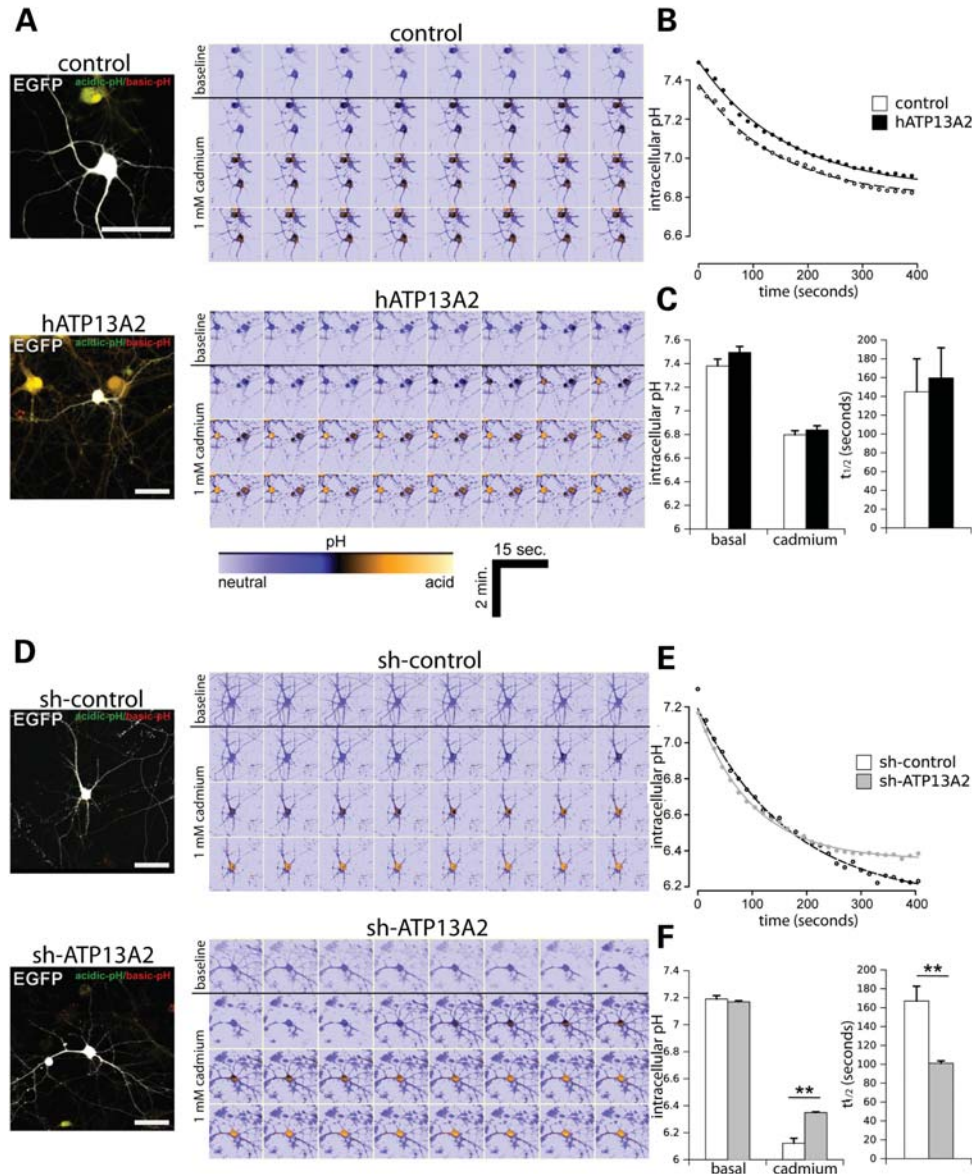 A
control
EGFP acidic-pH/basic-pH
control
baseline
1 mM cadmium
hATP13A2
EGFP acidic-pH/basic-pH
hATP13A2
baseline
1 mM cadmium
pH
neutral acid
15 sec.
2 min.
B
intracellular pH
7.4
7.2
7.0
6.8
6.6
0 100 200 300 400
time (seconds)
control
hATP13A2
C
intracellular pH
7.6
7.4
7.2
7
6.8
6.6
6.4
6.2
6
basal cadmium
t1/2 (seconds)
200
180
160
140
120
100
80
60
40
20
0
D
sh-control
EGFP acidic-pH/basic-pH
sh-control
baseline
1 mM cadmium
sh-ATP13A2
EGFP acidic-pH/basic-pH
sh-ATP13A2
baseline
1 mM cadmium
E
intracellular pH
7.2
7.0
6.8
6.6
6.4
6.2
0 100 200 300 400
time (seconds)
sh-control
sh-ATP13A2
F
intracellular pH
7.4
7.2
7
6.8
6.6
6.4
6.2
6
**
basal cadmium
t1/2 (seconds)
200
180
160
140
120
100
80
60
40
20
0
**